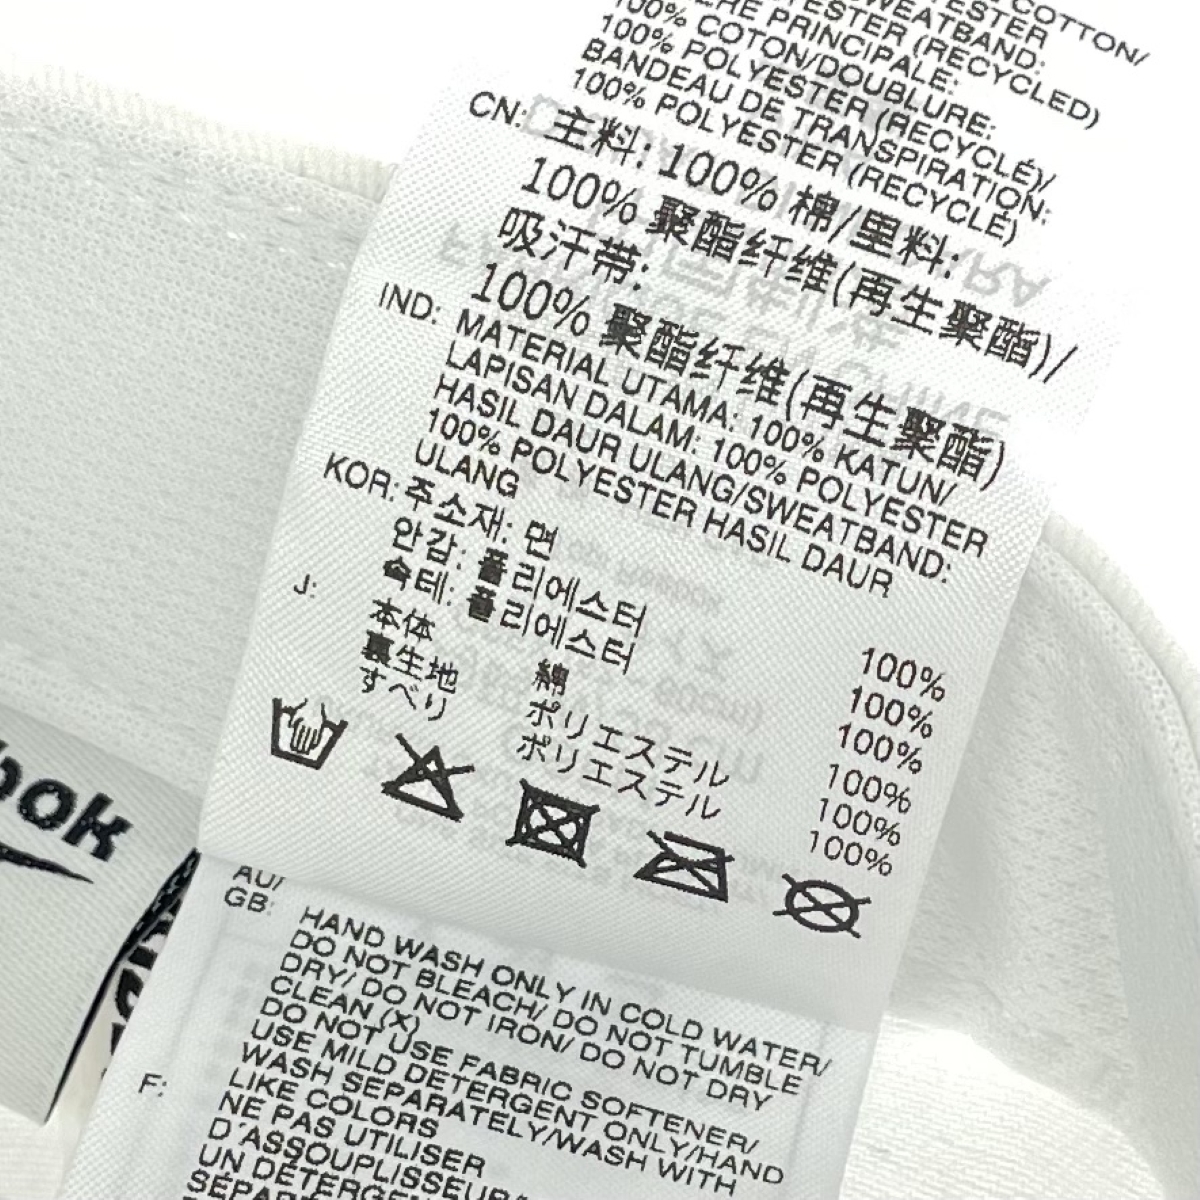 COTTON/
ESTER
SWEATBAND:
ESTER (RECYCLED)
PRINCIPALE:
100% COTON/DOUBLURE:
100% POLYESTER (RECYCLÉ)/
BANDEAU DE TRANSPIRATION:
100% POLYESTER (RECYCLÉ)
CN: 主料: 100% 棉/里料:
100% 聚酯纤维(再生聚酯)/
吸汗带:
100% 聚酯纤维(再生聚酯)
IND: MATERIAL UTAMA: 100% KATUN/
LAPISAN DALAM: 100% POLYESTER
HASIL DAUR ULANG/SWEATBAND:
100% POLYESTER HASIL DAUR
ULANG
KOR: 주소재: 면 100%
안감: 폴리에스터 100%
속테: 폴리에스터 100%
J: 本体 綿 100%
裏生地 ポリエステル 100%
すべり ポリエステル 100%
bok
AU/
GB: HAND WASH ONLY IN COLD WATER/
DO NOT BLEACH/ DO NOT TUMBLE
DRY/ DO NOT IRON/ DO NOT DRY
CLEAN (X)
DO NOT USE FABRIC SOFTENER/
USE MILD DETERGENT ONLY/HAND
WASH SEPARATELY/WASH WITH
LIKE COLORS
F: NE PAS UTILISER
D'ASSOUPLISSEUR/
UN DÉTERGENT